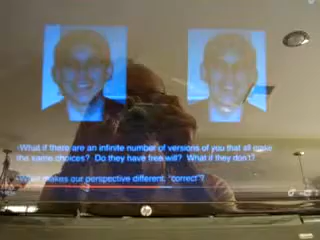 What if there are an infinite number of versions of you that all make
the same choices? Do they have free will? What if they don't?
What makes our perspective different, "correct"?
hp